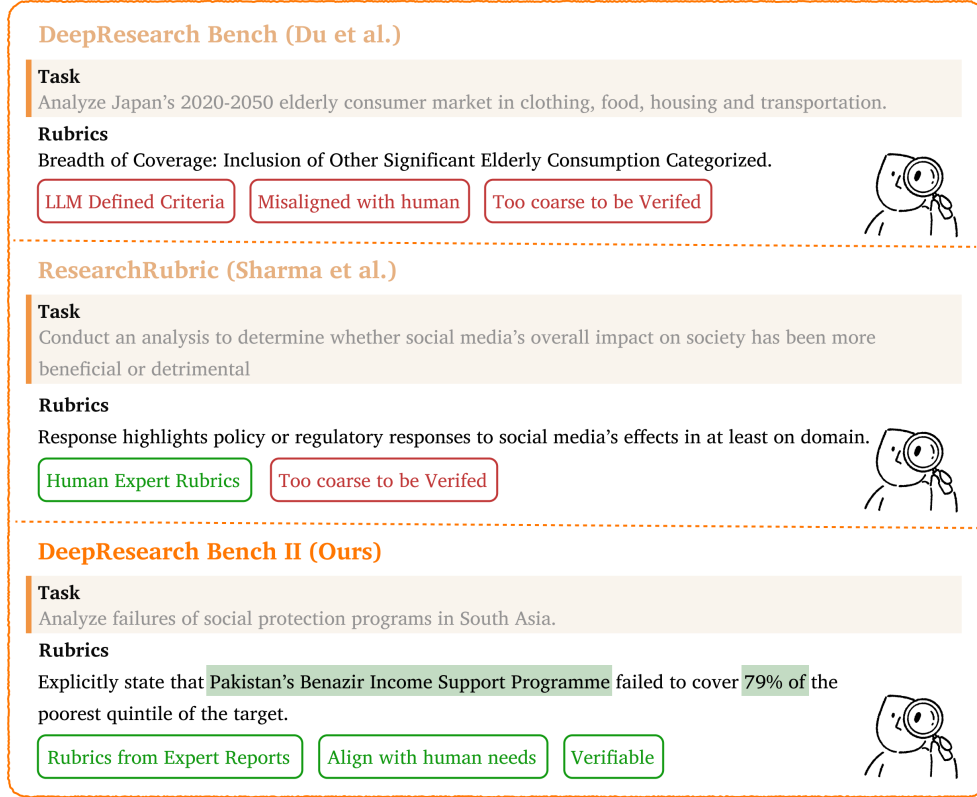 DeepResearch Bench (Du et al.)
Task
Analyze Japan’s 2020-2050 elderly consumer market in clothing, food, housing and transportation.
Rubrics
Breadth of Coverage: Inclusion of Other Significant Elderly Consumption Categorized.
LLM Defined Criteria Misaligned with human Too coarse to be Verifed
ResearchRubric (Sharma et al.)
Task
Conduct an analysis to determine whether social media’s overall impact on society has been more
beneficial or detrimental
Rubrics
Response highlights policy or regulatory responses to social media’s effects in at least on domain.
Human Expert Rubrics Too coarse to be Verifed
DeepResearch Bench II (Ours)
Task
Analyze failures of social protection programs in South Asia.
Rubrics
Explicitly state that Pakistan’s Benazir Income Support Programme failed to cover 79% of the
poorest quintile of the target.
Rubrics from Expert Reports Align with human needs Verifiable